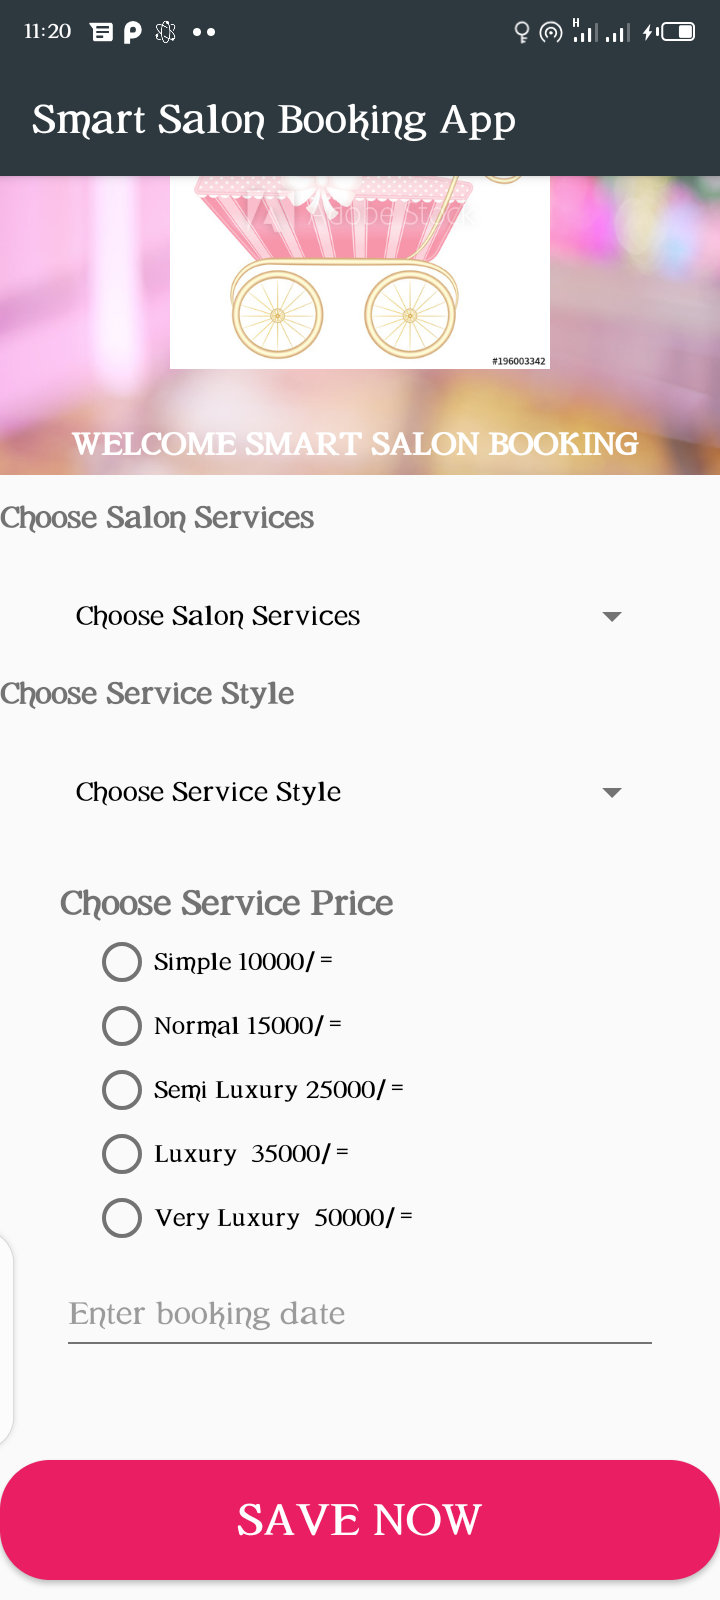 11:20
H
Smart Salon Booking App
Adobe Stock
#196003342
WELCOME SMART SALON BOOKING
Choose Salon Services
Choose Salon Services
Choose Service Style
Choose Service Style
Choose Service Price
Simple 10000/=
Normal 15000/=
Semi Luxury 25000/=
Luxury  35000/=
Very Luxury  50000/=
Enter booking date
SAVE NOW